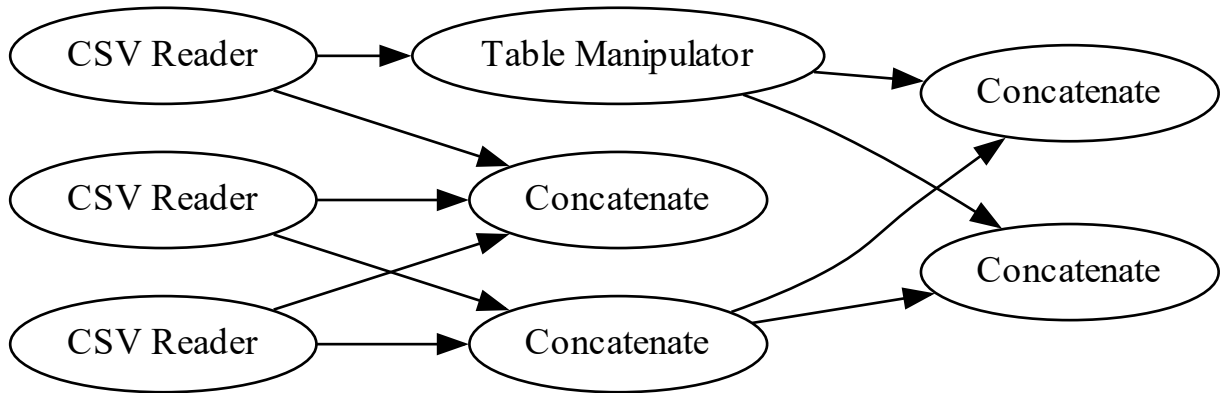 CSV Reader
Table Manipulator
Concatenate
CSV Reader
Concatenate
Concatenate
CSV Reader
Concatenate